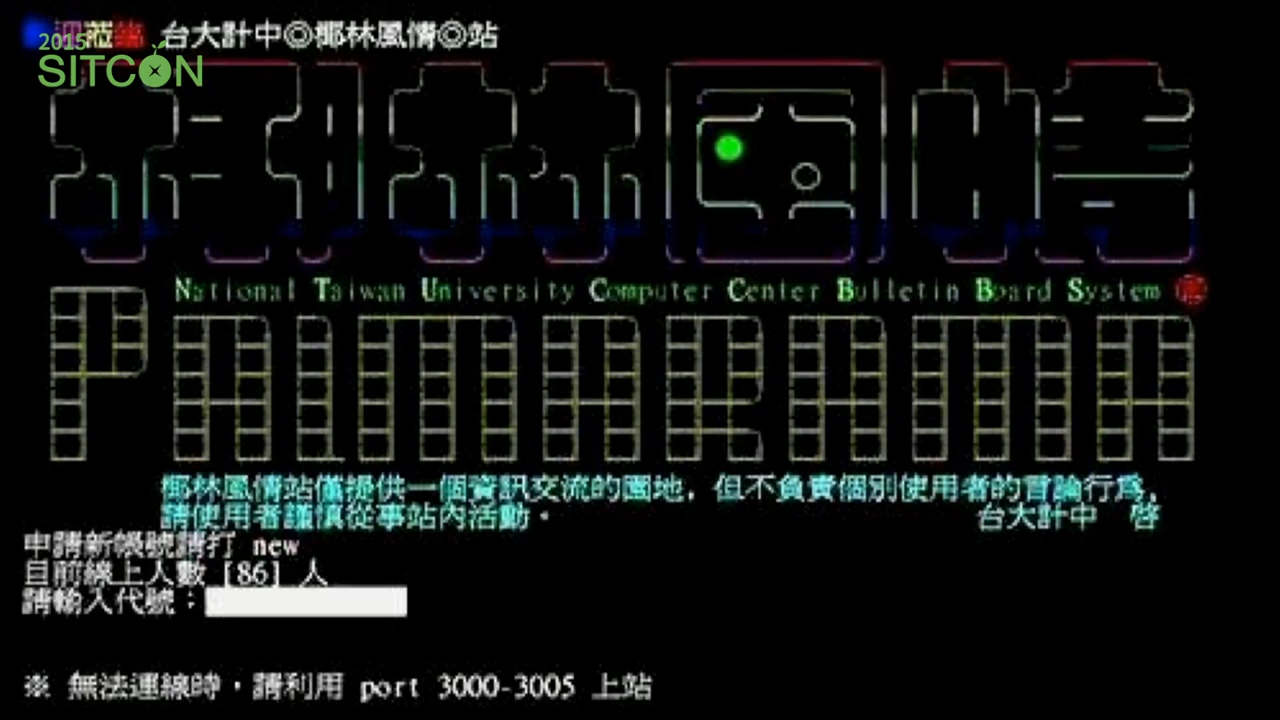 台大計中◎椰林風情◎站
2015
SITCON
National Taiwan University Computer Center Bulletin Board System
PALMARAMA
椰林風情站僅提供一個資訊交流的園地, 但不負責個別使用者的言論行為,
請使用者謹慎從事站內活動。
台大計中 啓
申請新帳號請打 new
目前線上人數 [86] 人
請輸入代號:
※ 無法連線時,請利用 port 3000-3005 上站